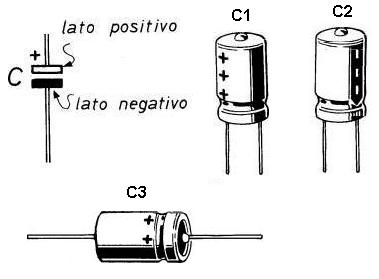 C1
C2
lato positivo
+
C
lato negativo
+
+
+
C3
+
+